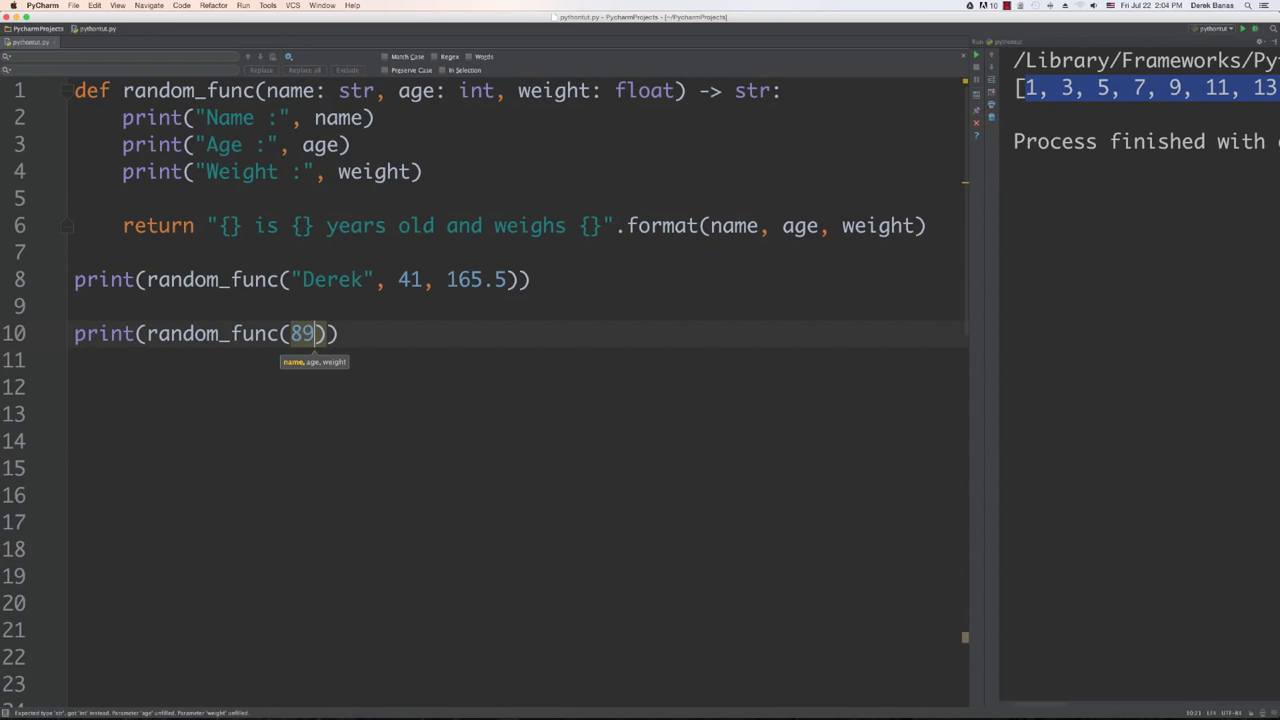 PyCharm File Edit View Navigate Code Refactor Run Tools VCS Window Help 10 Fri Jul 22 2:04 PM Derek Banas
pythontut.py - PycharmProjects - [~/PycharmProjects]
PycharmProjects pythontut.py pythontut
pythontut.py Run pythontut
Match Case Regex Words
Replace Replace all Exclude Preserve Case In Selection
1 def random_func(name: str, age: int, weight: float) -> str:
2 print("Name :", name)
3 print("Age :", age)
4 print("Weight :", weight)
5
6 return "{} is {} years old and weighs {}".format(name, age, weight)
7
8 print(random_func("Derek", 41, 165.5))
9
10 print(random_func(89))
name, age, weight
11
12
13
14
15
16
17
18
19
20
21
22
23
24
/Library/Frameworks/Py
[1, 3, 5, 7, 9, 11, 13
Process finished with
Expected type 'str', got 'int' instead. Parameter 'age' unfilled. Parameter 'weight' unfilled. 10:21 LF UTF-8